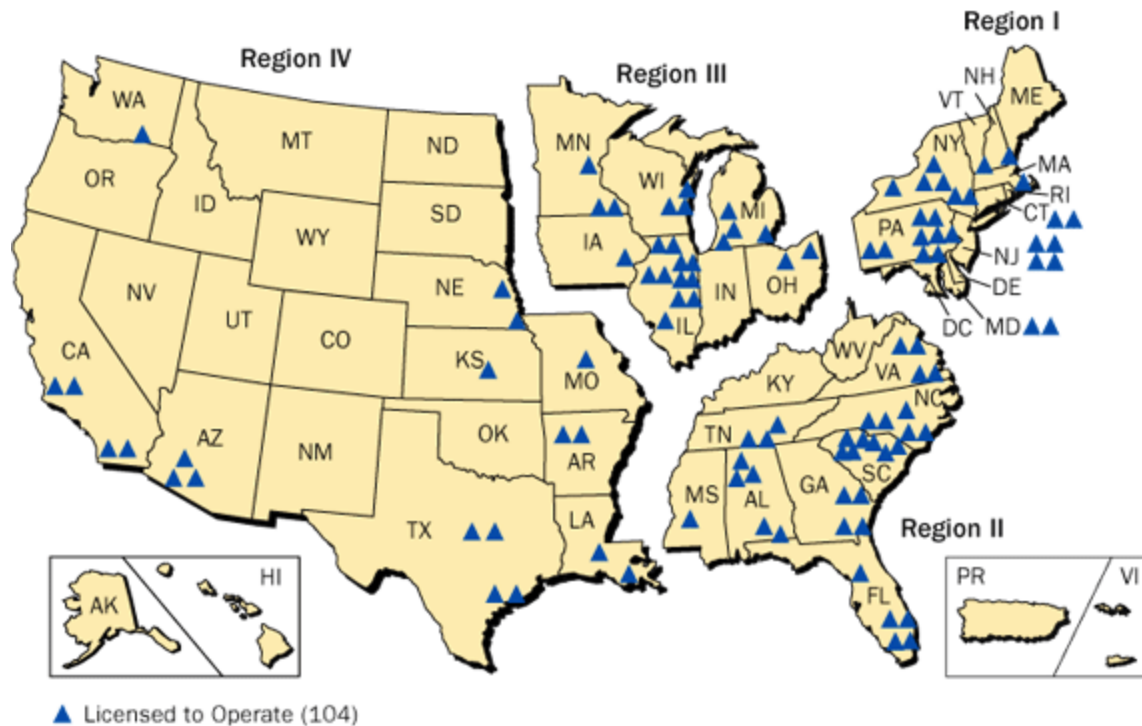 Region I
Region IV
Region III
NH
WA
VT
ME
MT
ND
MN
NY
OR
WI
MA
ID
SD
MI
RI
WY
CT
PA
IA
NJ
NE
NV
OH
IN
DE
UT
IL
DC
MD
CO
CA
KS
WV
MO
VA
KY
NC
OK
TN
AZ
NM
AR
SC
MS
GA
AL
LA
TX
Region II
HI
PR
VI
FL
AK
Licensed to Operate (104)